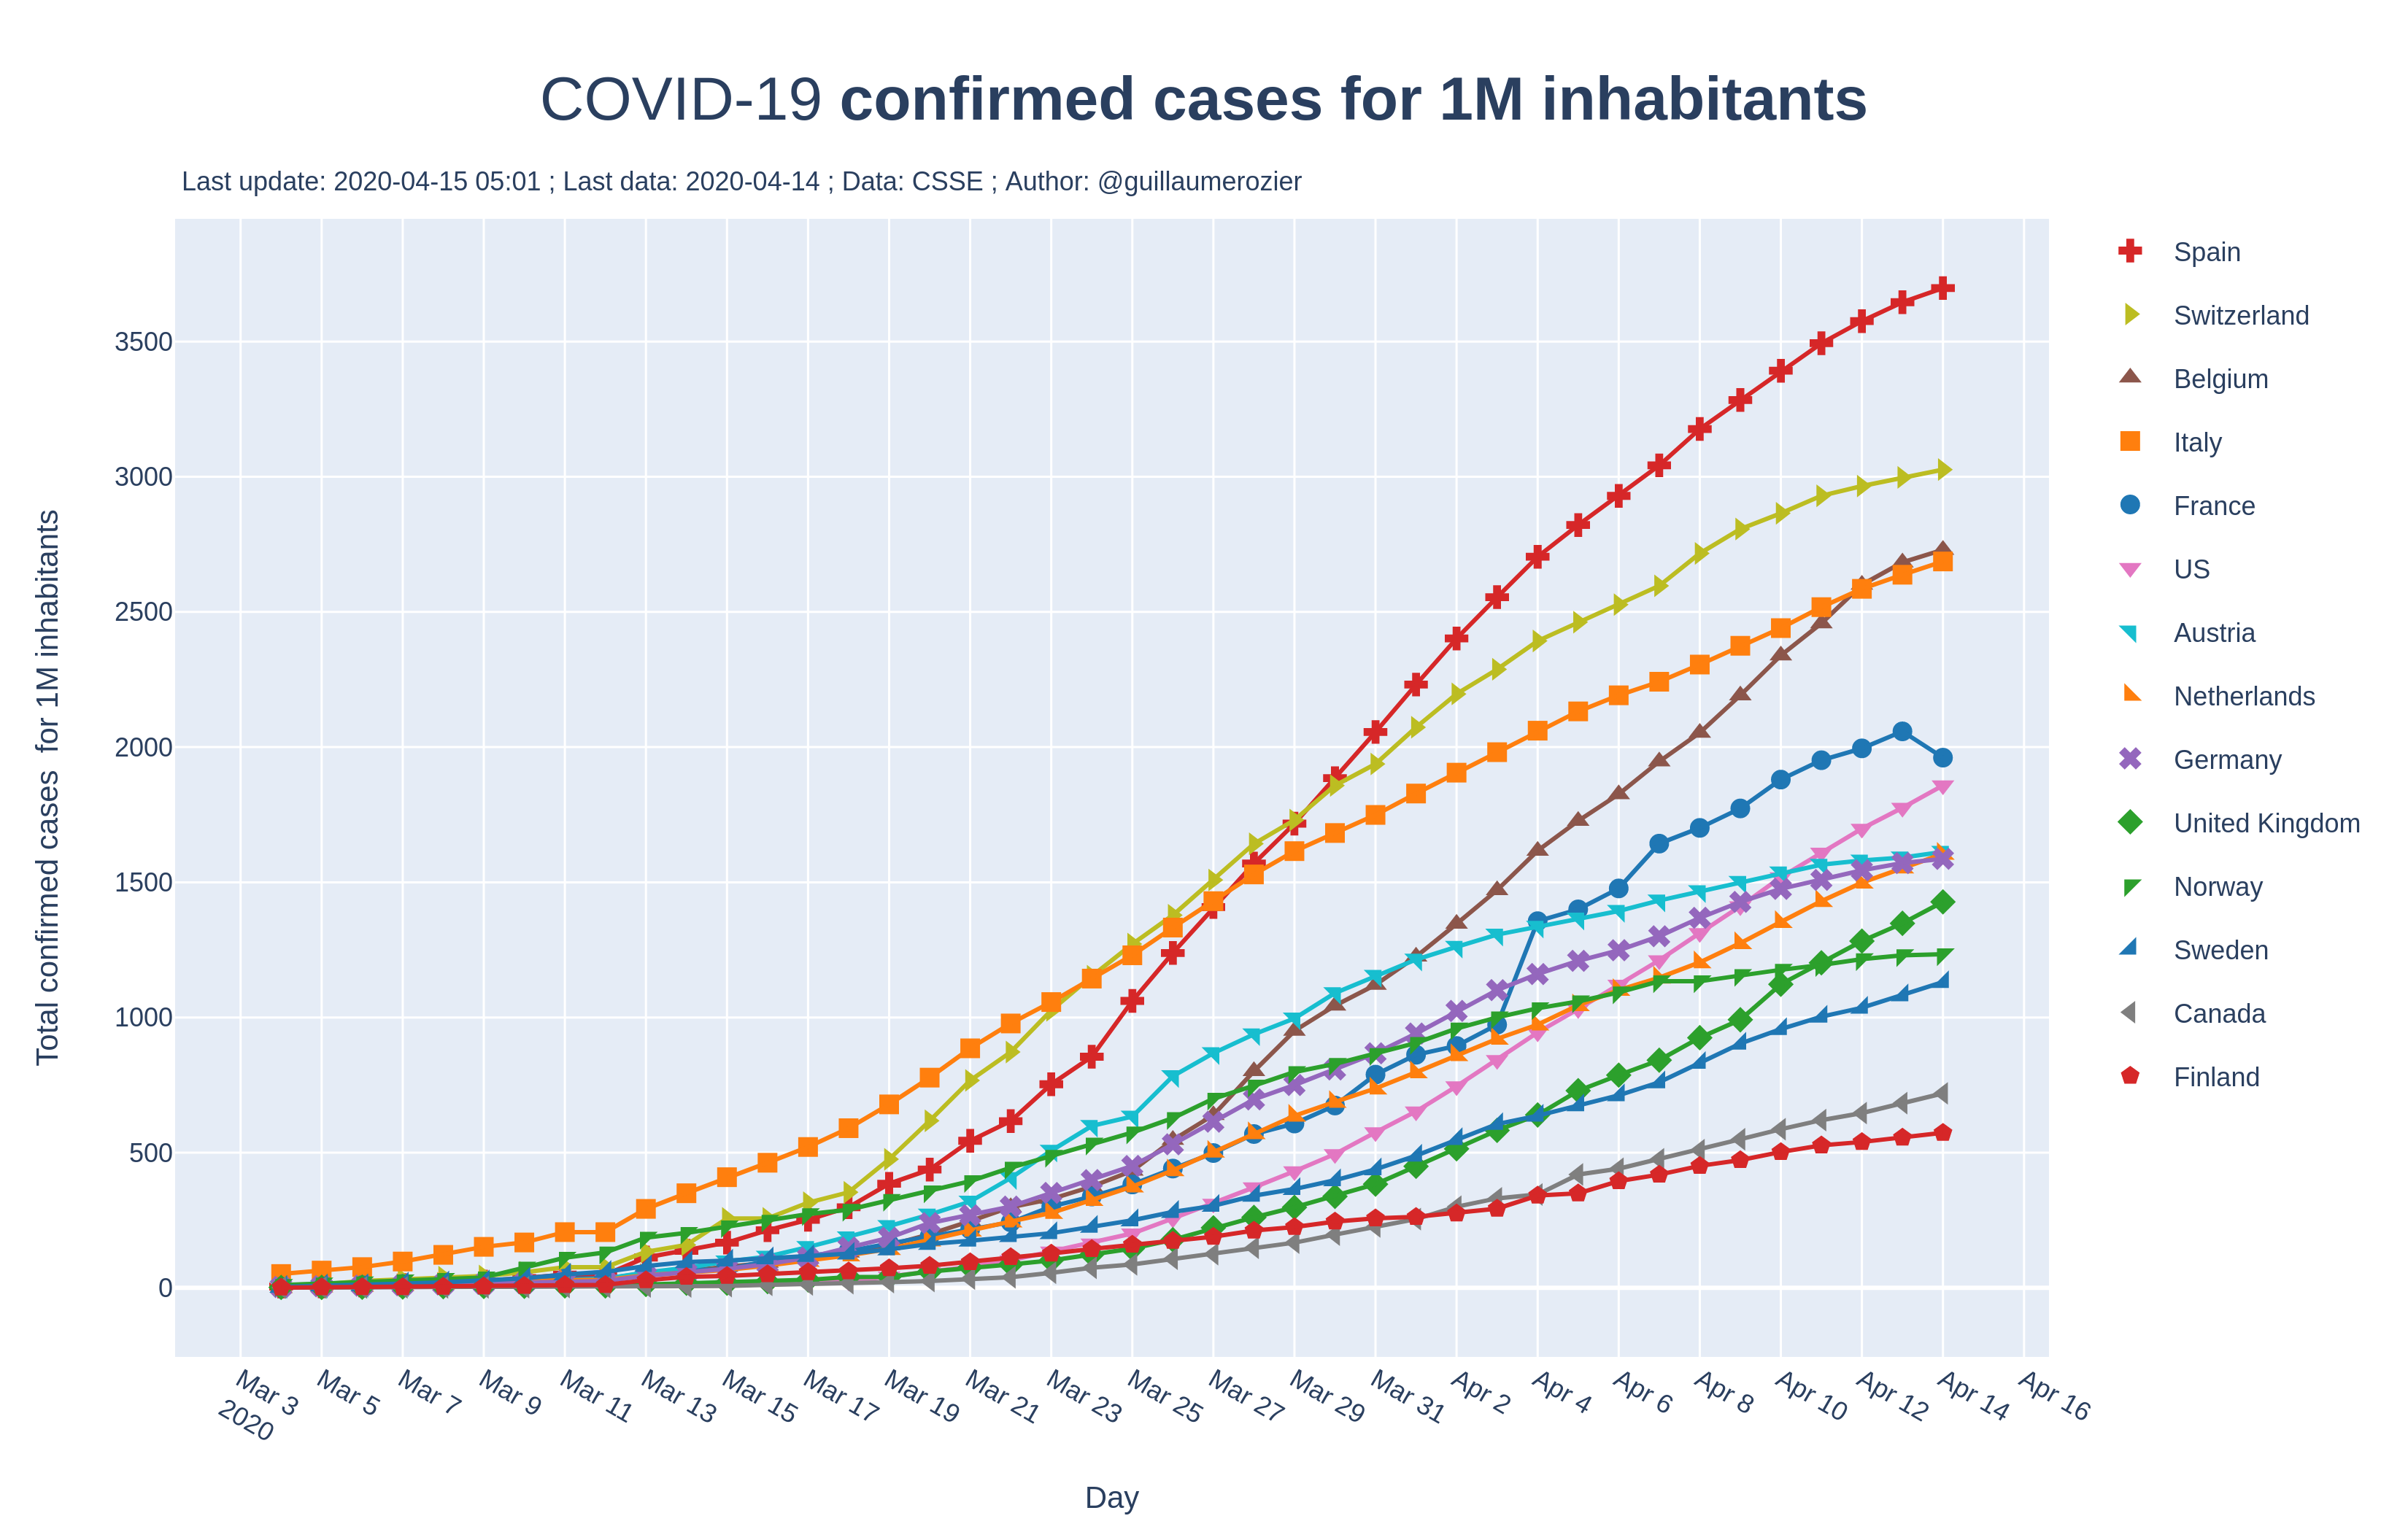 COVID-19 confirmed cases for 1M inhabitants
Last update: 2020-04-15 05:01 ; Last data: 2020-04-14 ; Data: CSSE ; Author: @guillaumerozier
Total confirmed cases  for 1M inhabitants
3500
3000
2500
2000
1500
1000
500
0
Mar 3
2020
Mar 5
Mar 7
Mar 9
Mar 11
Mar 13
Mar 15
Mar 17
Mar 19
Mar 21
Mar 23
Mar 25
Mar 27
Mar 29
Mar 31
Apr 2
Apr 4
Apr 6
Apr 8
Apr 10
Apr 12
Apr 14
Apr 16
Day
Spain
Switzerland
Belgium
Italy
France
US
Austria
Netherlands
Germany
United Kingdom
Norway
Sweden
Canada
Finland